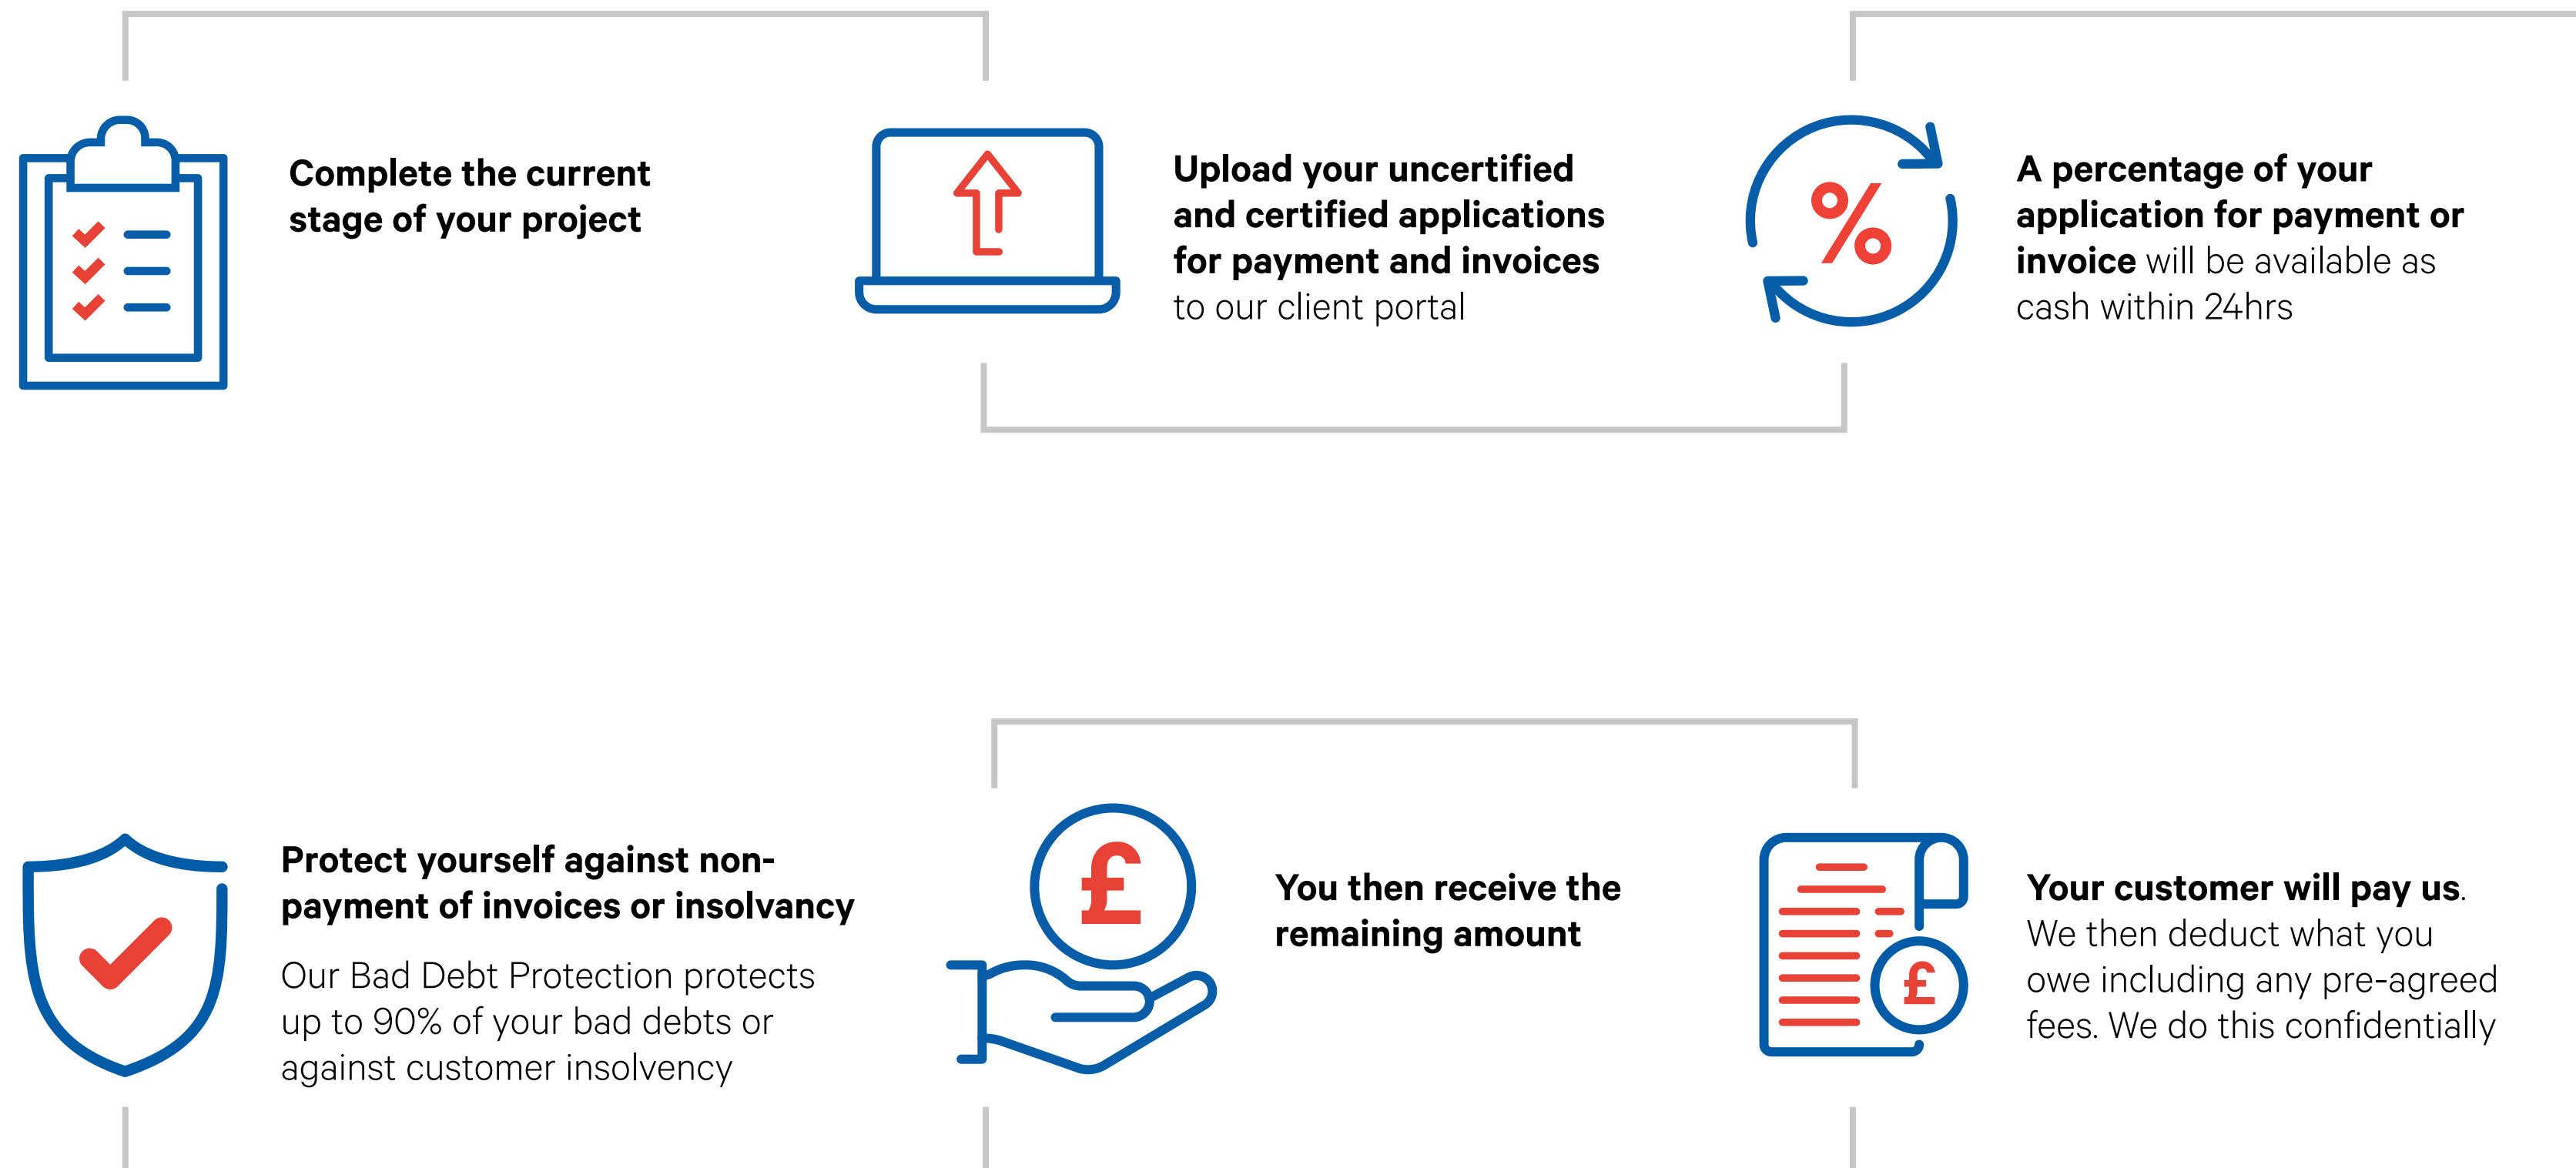 Complete the current
stage of your project
Upload your uncertified
and certified applications
for payment and invoices
to our client portal
%
A percentage of your
application for payment or
invoice will be available as
cash within 24hrs
Protect yourself against non-
payment of invoices or insolvancy
Our Bad Debt Protection protects
up to 90% of your bad debts or
against customer insolvency
£
You then receive the
remaining amount
£
Your customer will pay us.
We then deduct what you
owe including any pre-agreed
fees. We do this confidentially